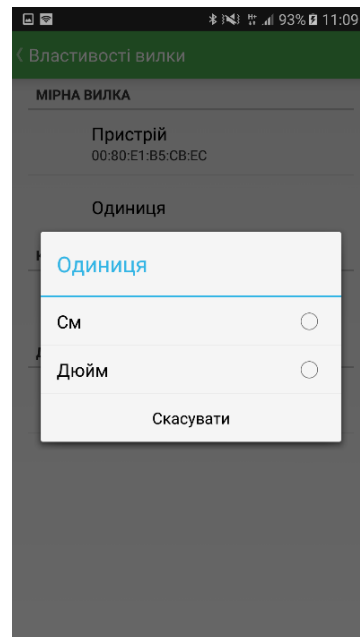 93% 11:09
Властивості вилки
МІРНА ВИЛКА
Пристрій
00:80:E1:B5:CB:EC
Одиниця
Одиниця
См
Дюйм
Скасувати